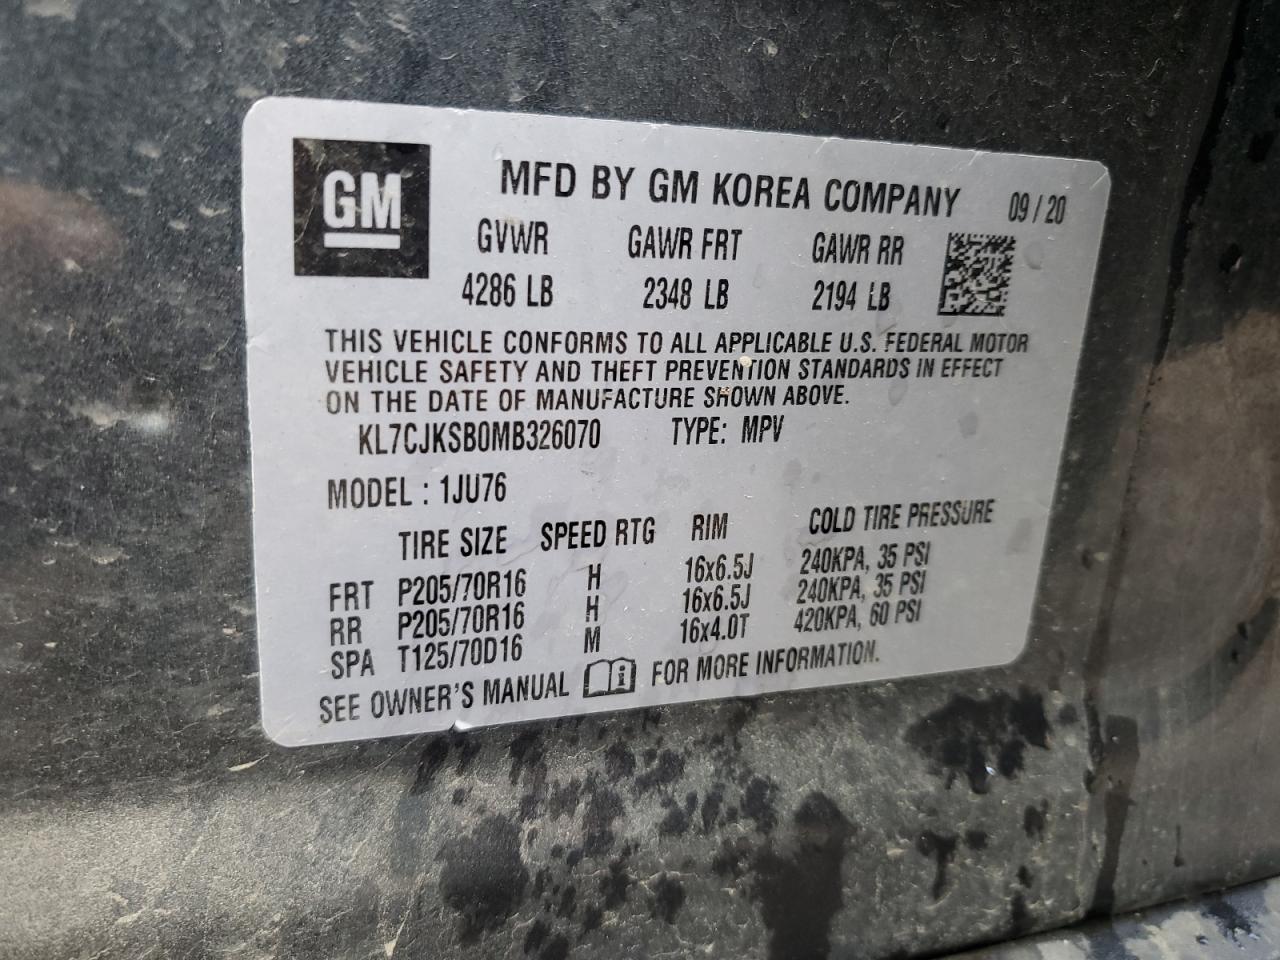 GM
MFD BY GM KOREA COMPANY 09 / 20
GVWR GAWR FRT GAWR RR
4286 LB 2348 LB 2194 LB
THIS VEHICLE CONFORMS TO ALL APPLICABLE U.S. FEDERAL MOTOR
VEHICLE SAFETY AND THEFT PREVENTION STANDARDS IN EFFECT
ON THE DATE OF MANUFACTURE SHOWN ABOVE.
KL7CJKSB0MB326070 TYPE: MPV
MODEL : 1JU76
TIRE SIZE SPEED RTG RIM COLD TIRE PRESSURE
FRT P205/70R16 H 16x6.5J 240KPA, 35 PSI
RR P205/70R16 H 16x6.5J 240KPA, 35 PSI
SPA T125/70D16 M 16x4.0T 420KPA, 60 PSI
SEE OWNER'S MANUAL i FOR MORE INFORMATION.